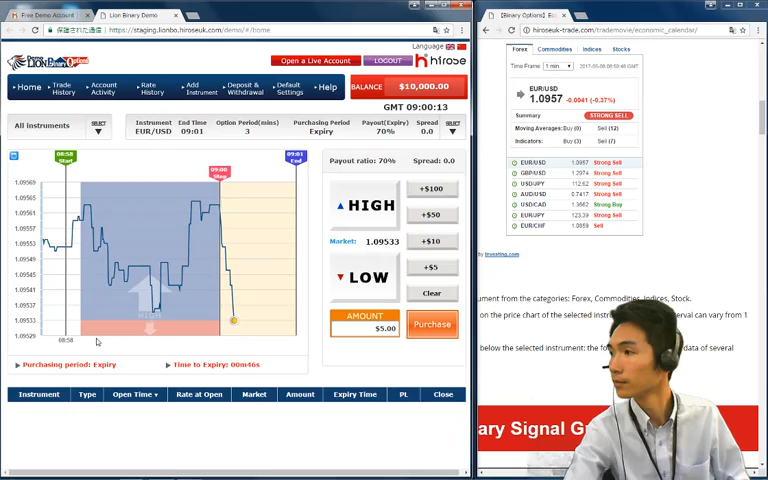 Free Demo Account
Lion Binary Demo
https://staging.lionbo.hiroseuk.com/demo/#/home
Language
Demo
LION Binary Options
Open a Live Account
LOGOUT
hirose
Home
Trade History
Account Activity
Rate History
Add Instrument
Deposit & Withdrawal
Default Settings
Help
BALANCE
$10,000.00
GMT 09:00:13
All instruments
SELECT
Instrument
End Time
Option Period(mins)
Purchasing Period
Payout(Expiry)
Spread
SELECT
EUR/USD
09:01
3
Expiry
70%
0.0
08:58
Start
09:00
Stop
09:01
End
1.09569
1.09565
1.09561
1.09557
1.09553
1.09549
1.09545
1.09541
1.09537
1.09533
1.09529
HIGH
08:58
Purchasing period: Expiry
Time to Expiry: 00m46s
Payout ratio: 70%
Spread: 0.0
HIGH
Market:
1.09533
LOW
AMOUNT
$5.00
+$100
+$50
+$10
+$5
Clear
Purchase
Instrument
Type
Open Time
Rate at Open
Market
Amount
Expiry Time
PL
Close
hiroseuk-trade.com/trademovie/economic_calendar/
Forex
Commodities
Indices
Stocks
Time Frame
1 min
EUR/USD
1.0957
-0.0041 (-0.37%)
Summary
STRONG SELL
Moving Averages:
Buy (0)
Sell (12)
Indicators:
Buy (3)
Sell (7)
EUR/USD
1.0957
Strong Sell
GBP/USD
1.2974
Strong Sell
USD/JPY
112.62
Strong Sell
AUD/USD
0.7417
Strong Sell
USD/CAD
Strong Buy
EUR/JPY
123.39
Strong Sell
EUR/CHF
Sell
by Investing.com
ument from the categories: Forex, Commodities, Indices, Stock.
on the price chart of the selected instr
rval can vary from 1
below the selected instrument: the fo
data of several
ary Signal G